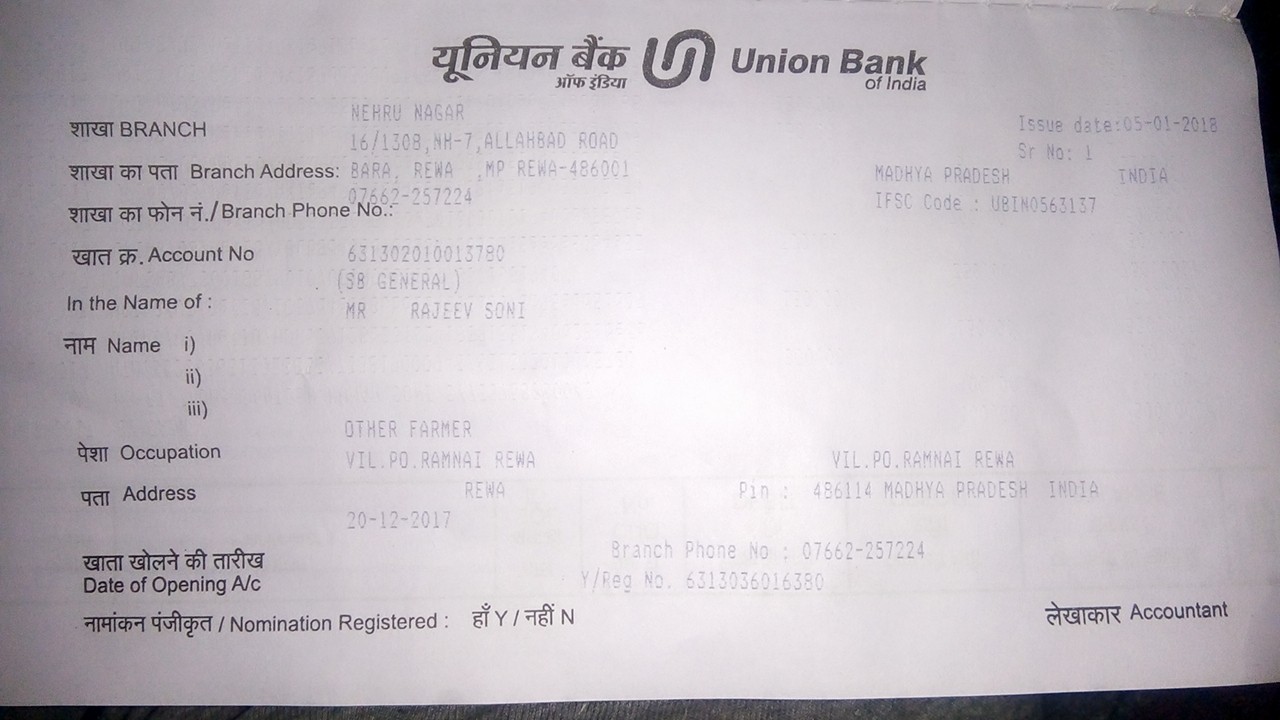 यूनियन बैंक Union Bank
ऑफ इंडिया of India
NEHRU NAGAR
शाखा BRANCH Issue date:05-01-2018
16/1308,NH-7,ALLAHBAD ROAD Sr No: 1
शाखा का पता Branch Address: BARA, REWA ,MP REWA-486001 MADHYA PRADESH INDIA
07662-257224 IFSC Code : UBIN0563137
शाखा का फोन नं./Branch Phone No.:
खात क्र. Account No 631302010013780
(SB GENERAL)
In the Name of : MR RAJEEV SONI
नाम Name i)
ii)
iii)
OTHER FARMER
पेशा Occupation VIL.PO.RAMNAI REWA VIL.PO.RAMNAI REWA
पता Address REWA Pin : 486114 MADHYA PRADESH INDIA
20-12-2017
खाता खोलने की तारीख Branch Phone No : 07662-257224
Date of Opening A/c Y/Reg No. 6313036016380
नामांकन पंजीकृत / Nomination Registered : हाँ Y / नहीं N लेखाकार Accountant